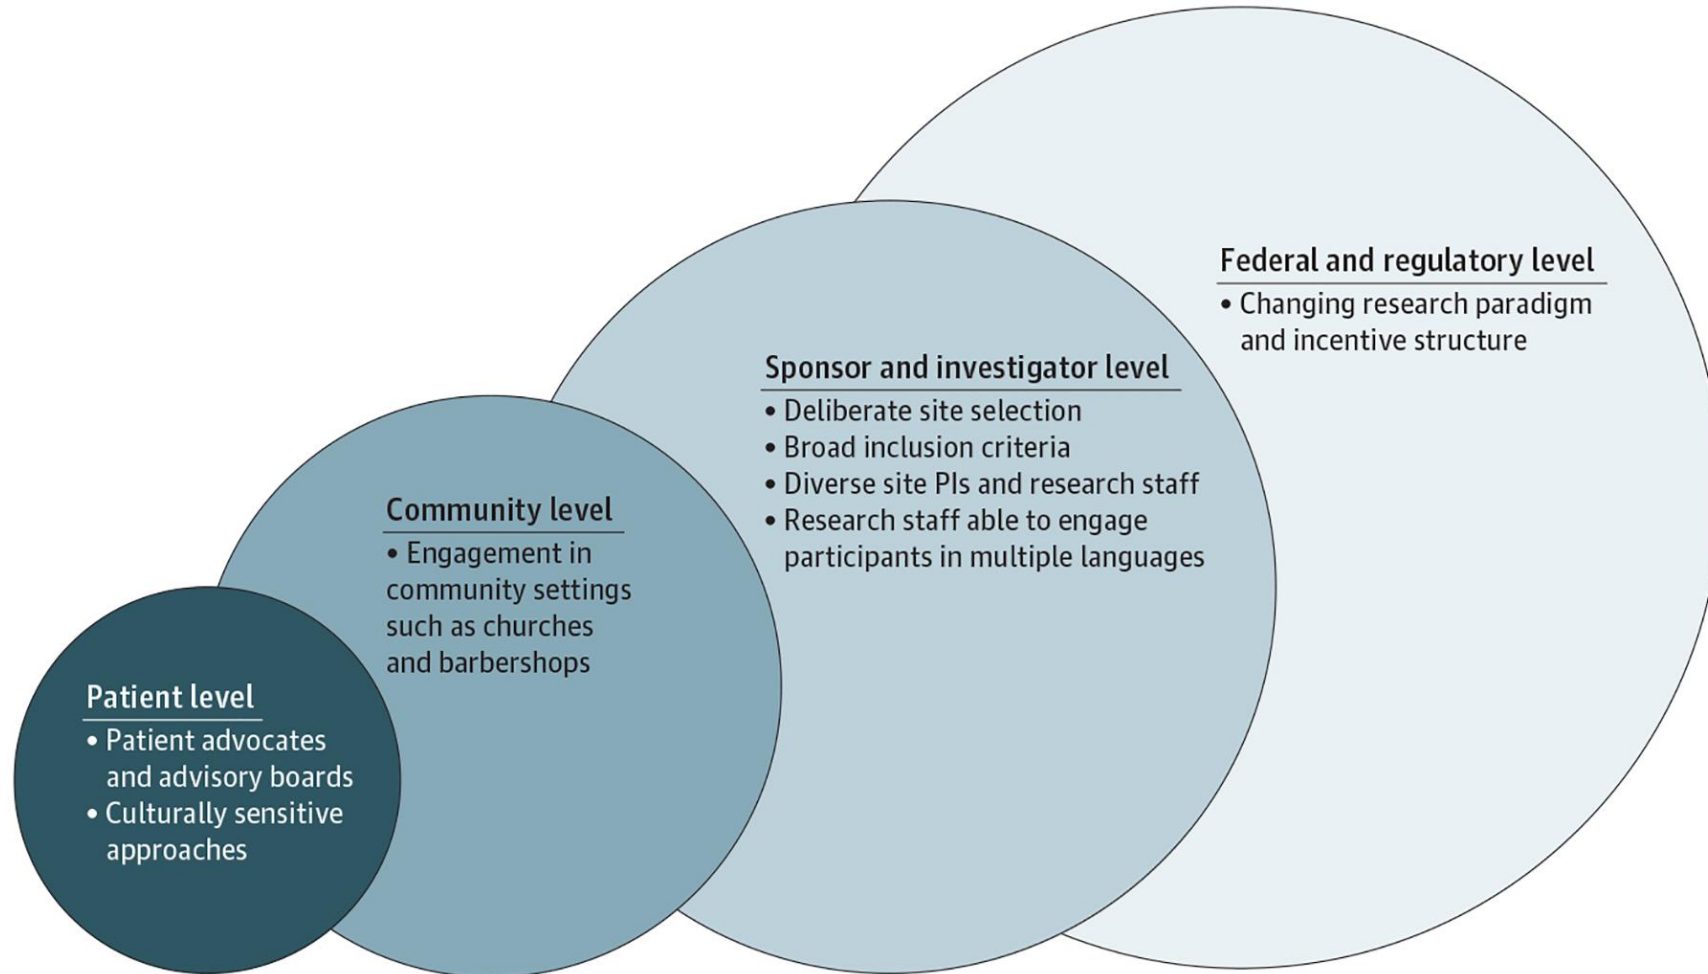 Federal and regulatory level
• Changing research paradigm
and incentive structure
Sponsor and investigator level
• Deliberate site selection
• Broad inclusion criteria
• Diverse site PIs and research staff
• Research staff able to engage
participants in multiple languages
Community level
• Engagement in
community settings
such as churches
and barbershops
Patient level
• Patient advocates
and advisory boards
• Culturally sensitive
approaches